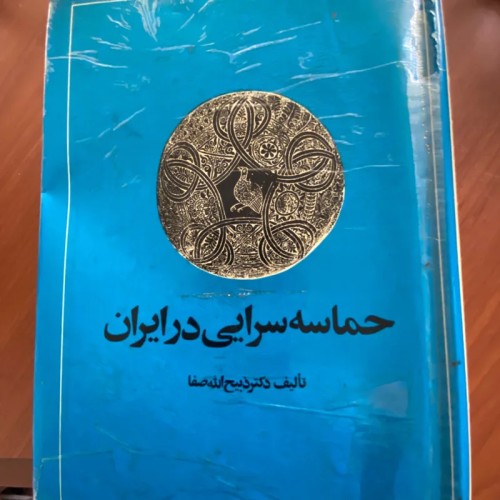 حماسه‌سرایی در ایران
تألیف دکتر ذبیح‌الله صفا